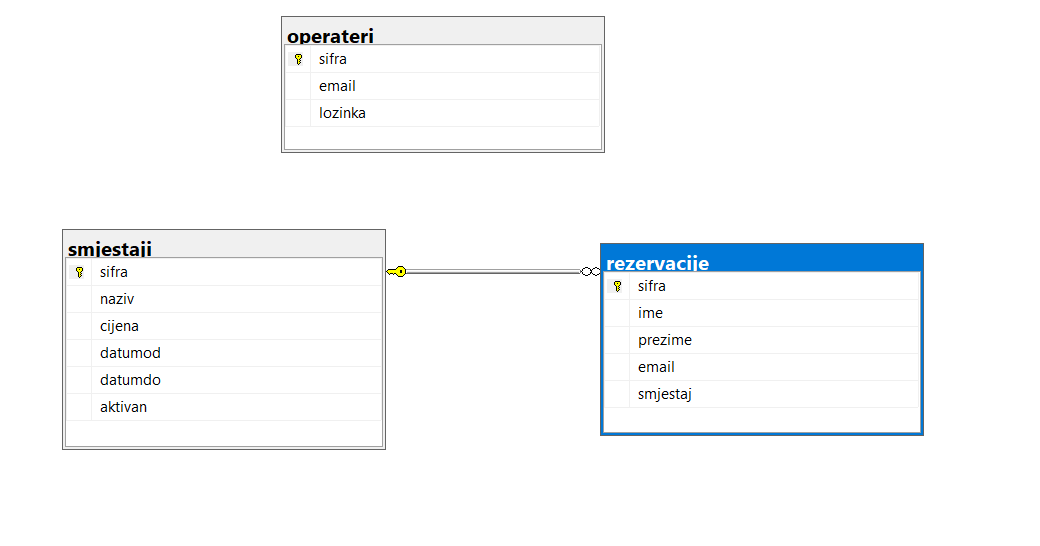 operateri
sifra
email
lozinka
smjestaji
sifra
naziv
cijena
datumod
datumdo
aktivan
rezervacije
sifra
ime
prezime
email
smjestaj